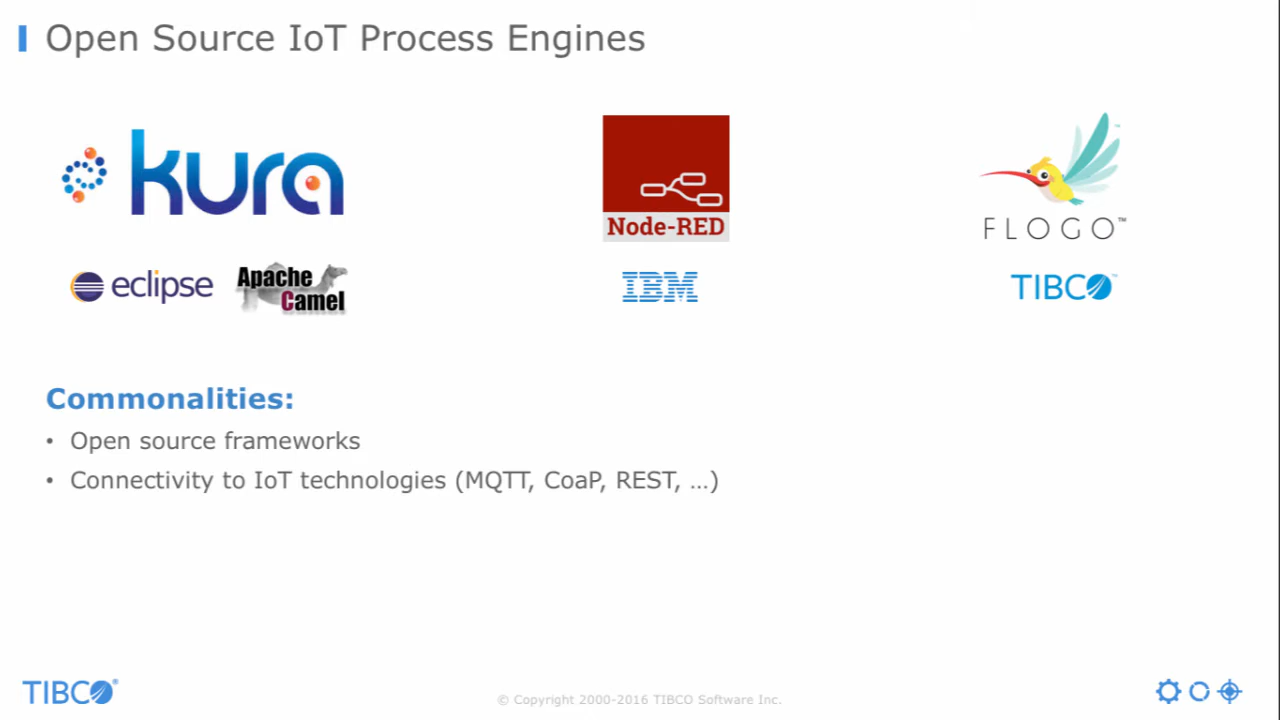 Open Source IoT Process Engines
kura
Node-RED
FLOGO™
eclipse
Apache Camel
IBM
TIBCO™
Commonalities:
• Open source frameworks
• Connectivity to IoT technologies (MQTT, CoaP, REST, …)
TIBCO®
© Copyright 2000-2016 TIBCO Software Inc.